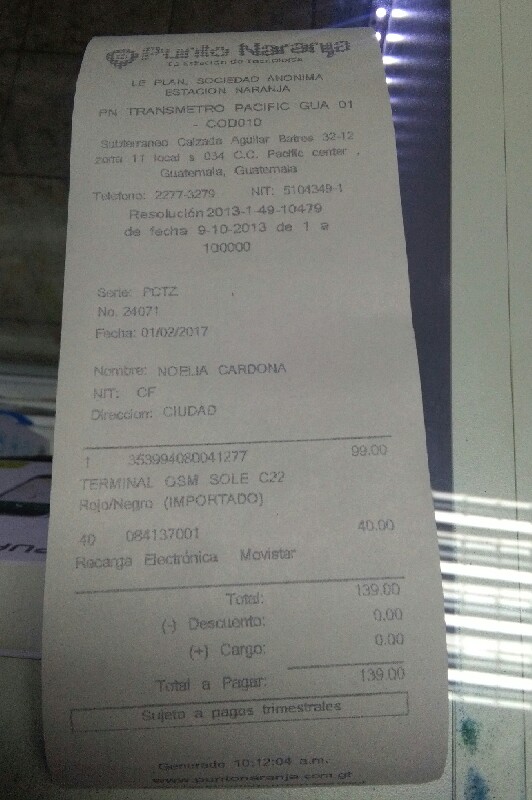 Punto Naranja
LE PLAN, SOCIEDAD ANONIMA
ESTACION NARANJA
PN TRANSMETRO PACIFIC GUA 01
- COD010
Subterraneo Calzada Aguilar Batres 32-12
zona 11 local s 034 C.C. Pacific center ,
Guatemala, Guatemala
Telefono: 2277-3279 NIT: 5104349-1
Resolución 2013-1-49-10479
de fecha 9-10-2013 de 1 a
100000
Serie: PCTZ
No. 24071
Fecha: 01/02/2017
Nombre: NOELIA CARDONA
NIT: CF
Direccion: CIUDAD
1 353994080041277 99.00
TERMINAL GSM SOLE C22
Rojo/Negro (IMPORTADO)
40 084137001 40.00
Recarga Electrónica Movistar
Total: 139.00
(-) Descuento: 0.00
(+) Cargo: 0.00
Total a Pagar: 139.00
Sujeto a pagos trimestrales
Generado 10:12:04 a.m.
www.puntonaranja.com.gt